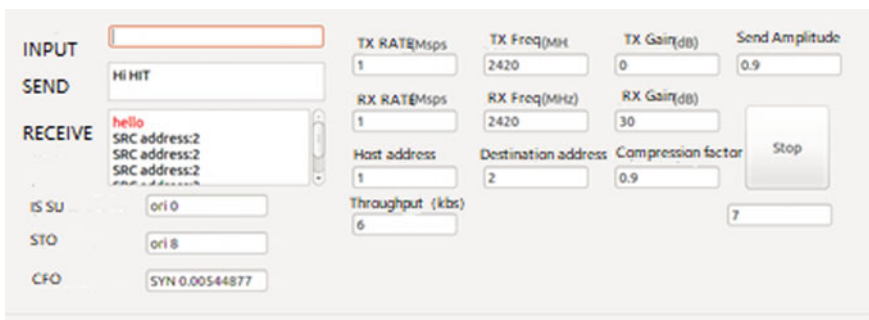 INPUT
SEND
Hi HIT
RECEIVE
hello
SRC address:2
SRC address:2
SRC address:2
SRC address:2
IS SU
ori 0
STO
ori 8
CFO
SYN 0.00544877
TX RATE(Msps
1
TX Freq(MH
2420
TX Gain(dB)
0
Send Amplitude
0.9
RX RATE(Msps
1
RX Freq(MHz)
2420
RX Gain(dB)
30
Host address
1
Destination address
2
Compression factor
0.9
Stop
Throughput (kbs)
6
7